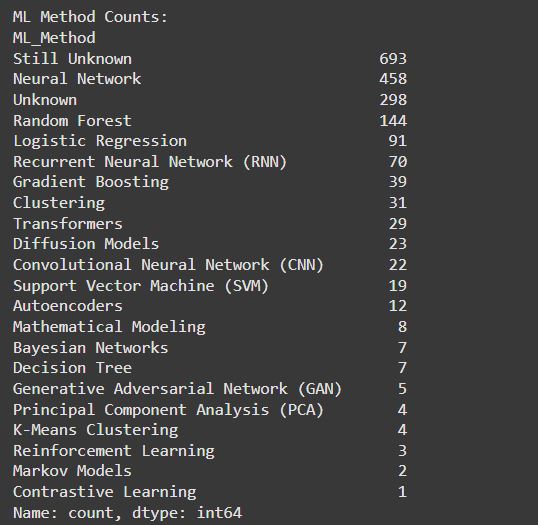 ML Method Counts:
ML_Method
Still Unknown 693
Neural Network 458
Unknown 298
Random Forest 144
Logistic Regression 91
Recurrent Neural Network (RNN) 70
Gradient Boosting 39
Clustering 31
Transformers 29
Diffusion Models 23
Convolutional Neural Network (CNN) 22
Support Vector Machine (SVM) 19
Autoencoders 12
Mathematical Modeling 8
Bayesian Networks 7
Decision Tree 7
Generative Adversarial Network (GAN) 5
Principal Component Analysis (PCA) 4
K-Means Clustering 4
Reinforcement Learning 3
Markov Models 2
Contrastive Learning 1
Name: count, dtype: int64